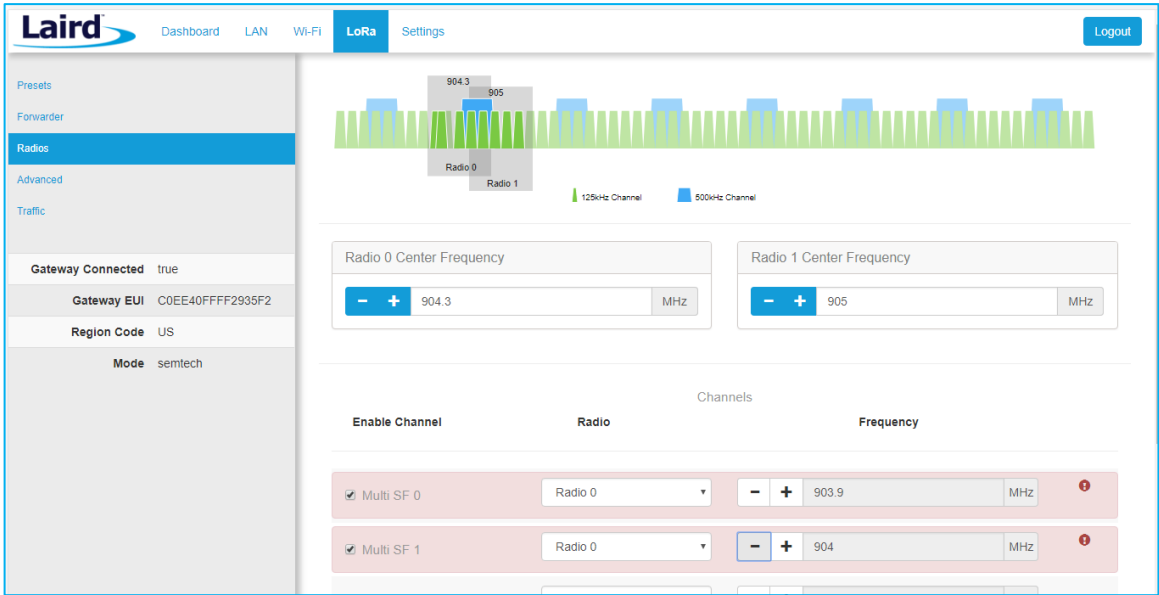 Laird
Dashboard LAN Wi-Fi LoRa Settings Logout
Presets
Forwarder
Radios
Advanced
Traffic
Gateway Connected true
Gateway EUI C0EE40FFFF2935F2
Region Code US
Mode semtech
904.3
905
Radio 0
Radio 1
125kHz Channel 500kHz Channel
Radio 0 Center Frequency
- + 904.3 MHz
Radio 1 Center Frequency
- + 905 MHz
Channels
Enable Channel Radio Frequency
Multi SF 0 Radio 0 - + 903.9 MHz
Multi SF 1 Radio 0 - + 904 MHz